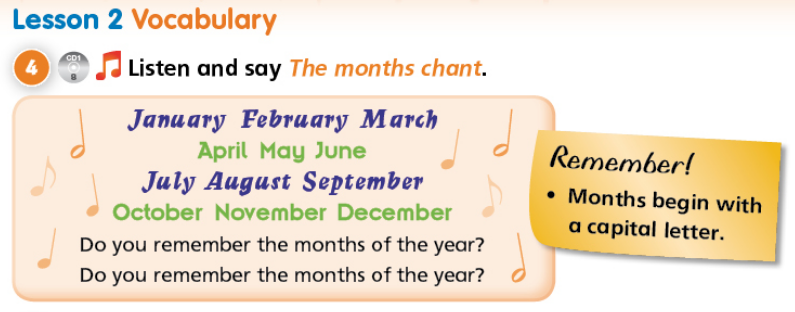 Lesson 2 Vocabulary
4 CD1 8 Listen and say The months chant.
January February March
April May June
July August September
October November December
Do you remember the months of the year?
Do you remember the months of the year?
Remember!
• Months begin with
a capital letter.